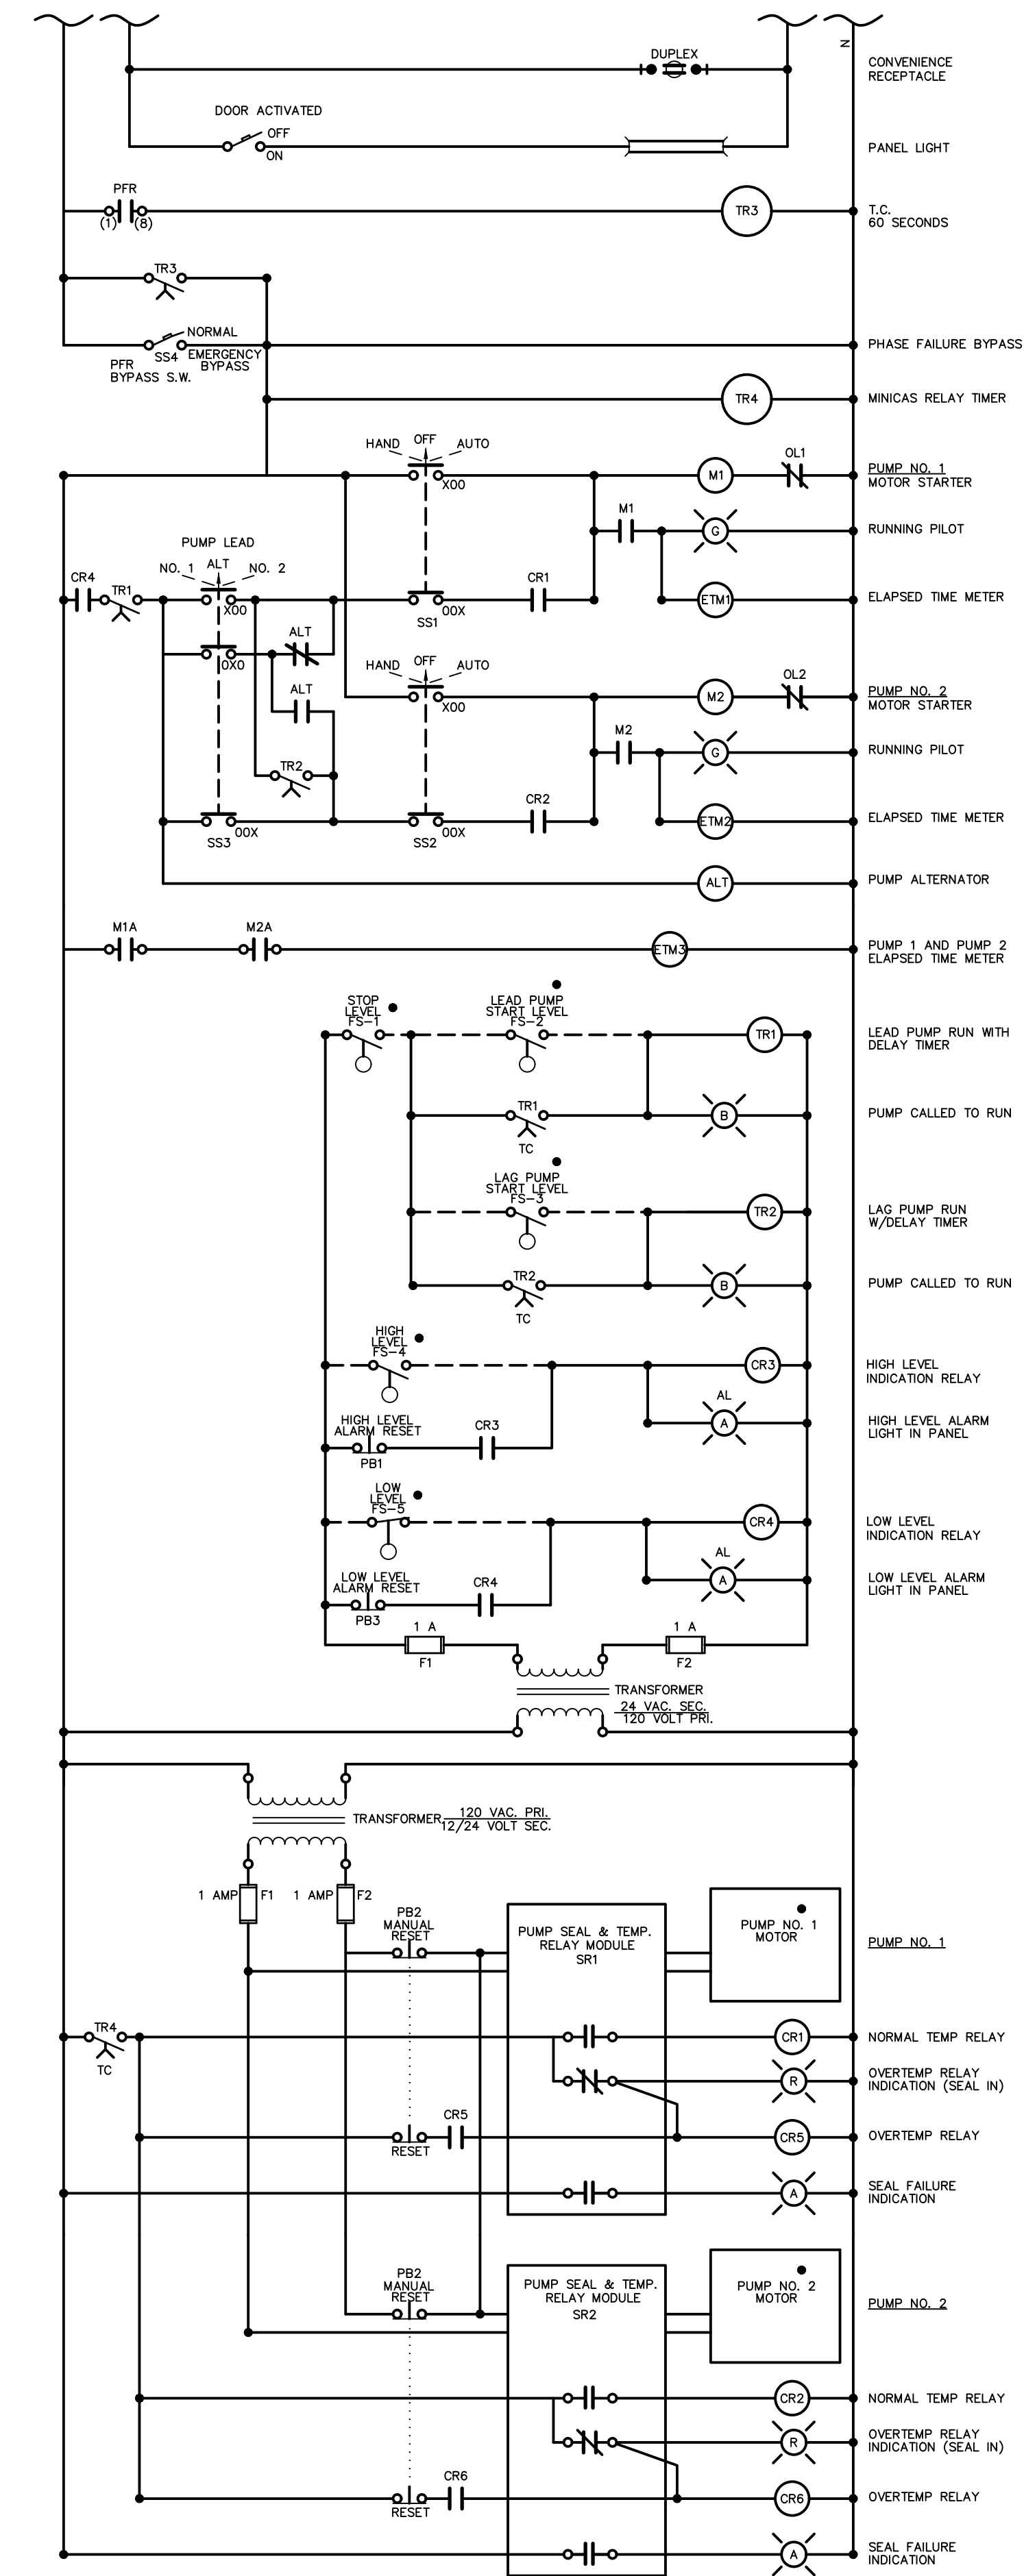 DUPLEX
N
CONVENIENCE
RECEPTACLE
DOOR ACTIVATED
OFF
ON
PANEL LIGHT
PFR
(1)
(8)
TR3
T.C.
60 SECONDS
TR3
NORMAL
SS4
EMERGENCY
BYPASS
PFR
BYPASS S.W.
PHASE FAILURE BYPASS
TR4
MINICAS RELAY TIMER
HAND
OFF
AUTO
X00
M1
OL1
PUMP NO. 1
MOTOR STARTER
M1
G
RUNNING PILOT
PUMP LEAD
NO. 1
ALT
NO. 2
CR4
TR1
X00
SS1
00X
CR1
ETM1
ELAPSED TIME METER
0X0
ALT
ALT
HAND
OFF
AUTO
X00
M2
OL2
PUMP NO. 2
MOTOR STARTER
M2
G
RUNNING PILOT
TR2
SS3
00X
SS2
00X
CR2
ETM2
ELAPSED TIME METER
ALT
PUMP ALTERNATOR
M1A
M2A
ETM3
PUMP 1 AND PUMP 2
ELAPSED TIME METER
STOP
LEVEL
FS-1
LEAD PUMP
START LEVEL
FS-2
TR1
LEAD PUMP RUN WITH
DELAY TIMER
TR1
TC
B
PUMP CALLED TO RUN
LAG PUMP
START LEVEL
FS-3
TR2
LAG PUMP RUN
W/DELAY TIMER
TR2
TC
B
PUMP CALLED TO RUN
HIGH
LEVEL
FS-4
CR3
HIGH LEVEL
INDICATION RELAY
HIGH LEVEL
ALARM RESET
PB1
CR3
AL
A
HIGH LEVEL ALARM
LIGHT IN PANEL
LOW
LEVEL
FS-5
CR4
LOW LEVEL
INDICATION RELAY
LOW LEVEL
ALARM RESET
PB3
CR4
AL
A
LOW LEVEL ALARM
LIGHT IN PANEL
1 A
F1
1 A
F2
TRANSFORMER
24 VAC. SEC.
120 VOLT PRI.
TRANSFORMER
120 VAC. PRI.
12/24 VOLT SEC.
1 AMP
F1
1 AMP
F2
PB2
MANUAL
RESET
PUMP SEAL & TEMP.
RELAY MODULE
SR1
PUMP NO. 1
MOTOR
PUMP NO. 1
TR4
TC
CR1
NORMAL TEMP RELAY
R
OVERTEMP RELAY
INDICATION (SEAL IN)
RESET
CR5
CR5
OVERTEMP RELAY
A
SEAL FAILURE
INDICATION
PB2
MANUAL
RESET
PUMP SEAL & TEMP.
RELAY MODULE
SR2
PUMP NO. 2
MOTOR
PUMP NO. 2
CR2
NORMAL TEMP RELAY
R
OVERTEMP RELAY
INDICATION (SEAL IN)
RESET
CR6
CR6
OVERTEMP RELAY
A
SEAL FAILURE
INDICATION